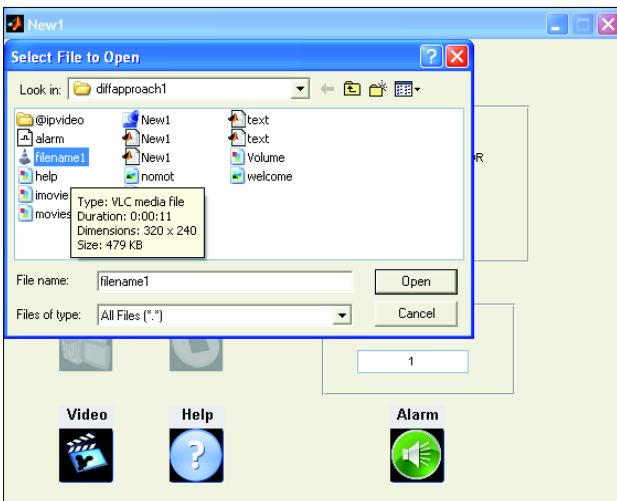 New1
Select File to Open
Look in: diffapproach1
@ipvideo New1 text
alarm New1 text
filename1 New1 Volume
help nomot welcome
imovie
movies
Type: VLC media file
Duration: 0:00:11
Dimensions: 320 x 240
Size: 479 KB
File name: filename1 Open
Files of type: All Files (*.*) Cancel
OR
1
Video Help Alarm